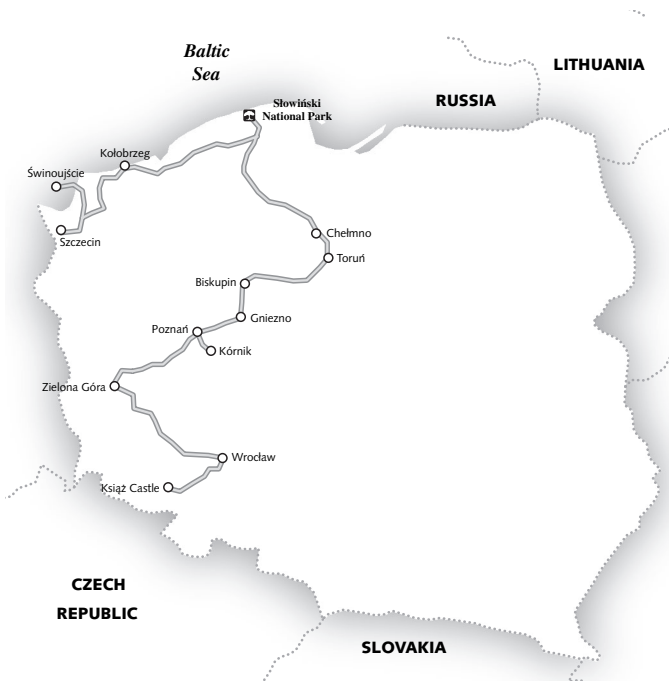 Baltic
Sea
LITHUANIA
RUSSIA
Słowiński
National Park
Kołobrzeg
Świnoujście
Szczecin
Chełmno
Toruń
Biskupin
Gniezno
Poznań
Kórnik
Zielona Góra
Wrocław
Książ Castle
CZECH
REPUBLIC
SLOVAKIA